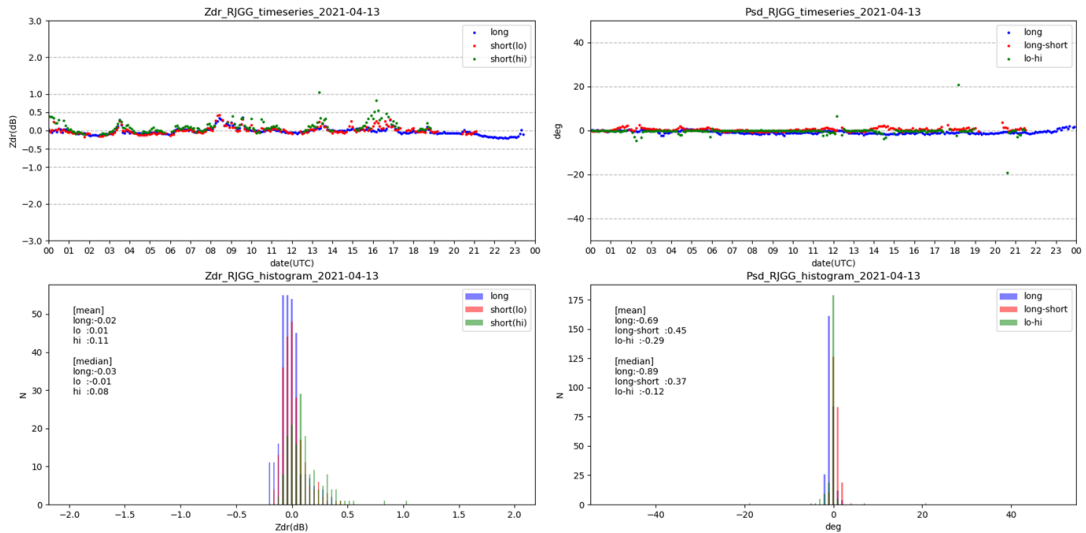 Zdr_RJGG_timeseries_2021-04-13
3.0
2.0
1.0
0.5
0.0
−0.5
−1.0
−2.0
−3.0
Zdr(dB)
long
short(lo)
short(hi)
00 01 02 03 04 05 06 07 08 09 10 11 12 13 14 15 16 17 18 19 20 21 22 23 00
date(UTC)
Psd_RJGG_timeseries_2021-04-13
40
20
0
−20
−40
deg
long
long-short
lo-hi
00 01 02 03 04 05 06 07 08 09 10 11 12 13 14 15 16 17 18 19 20 21 22 23 00
date(UTC)
Zdr_RJGG_histogram_2021-04-13
50
40
30
20
10
0
N
[mean]
long:-0.02
lo :0.01
hi :0.11
[median]
long:-0.03
lo :-0.01
hi :0.08
long
short(lo)
short(hi)
−2.0 −1.5 −1.0 −0.5 0.0 0.5 1.0 1.5 2.0
Zdr(dB)
Psd_RJGG_histogram_2021-04-13
175
150
125
100
75
50
25
0
N
[mean]
long:-0.69
long-short :0.45
lo-hi :-0.29
[median]
long:-0.89
long-short :0.37
lo-hi :-0.12
long
long-short
lo-hi
−40 −20 0 20 40
deg